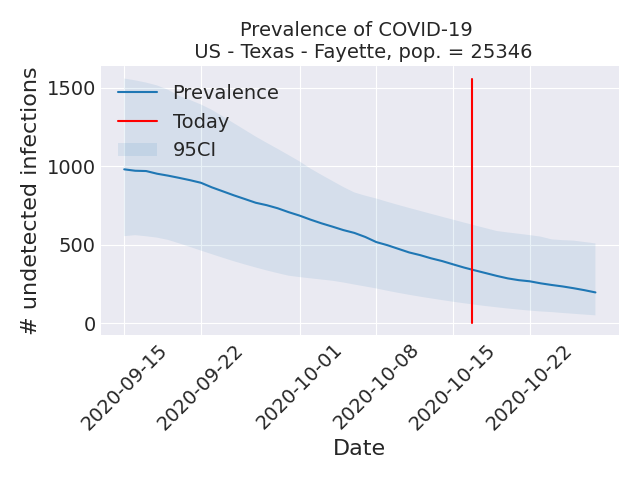 Prevalence of COVID-19
US - Texas - Fayette, pop. = 25346
# undetected infections
1500
1000
500
0
Prevalence
Today
95CI
2020-09-15
2020-09-22
2020-10-01
2020-10-08
2020-10-15
2020-10-22
Date